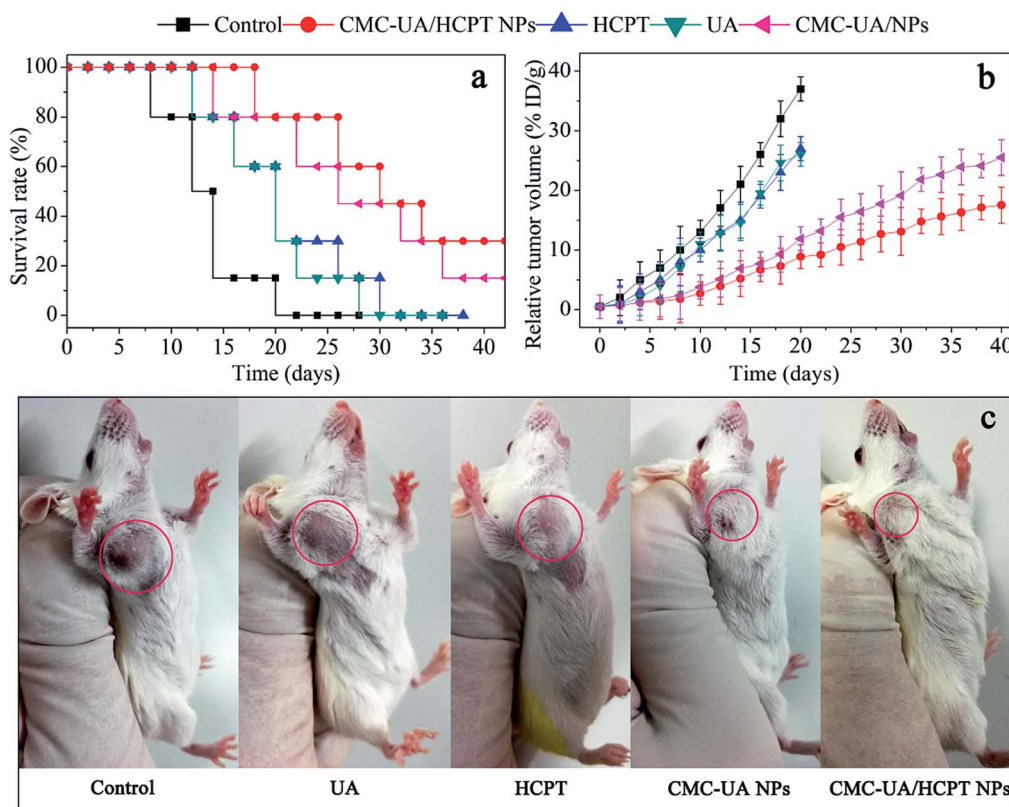 Control CMC-UA/HCPT NPs HCPT UA CMC-UA/NPs
a
Survival rate (%)
100
80
60
40
20
0
0 5 10 15 20 25 30 35 40
Time (days)
b
Relative tumor volume (% ID/g)
40
30
20
10
0
0 5 10 15 20 25 30 35 40
Time (days)
c
Control UA HCPT CMC-UA NPs CMC-UA/HCPT NPs